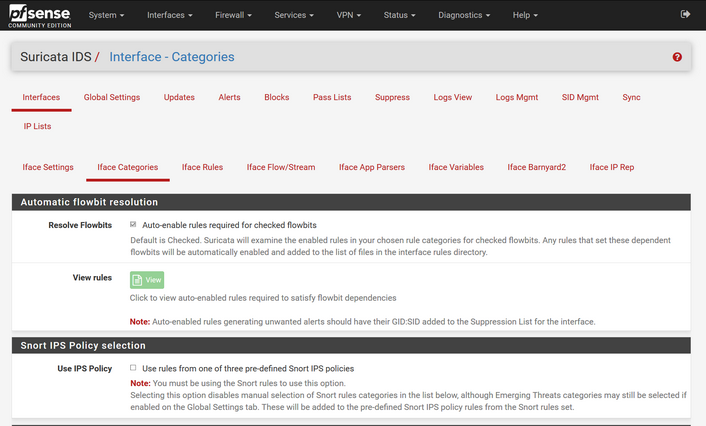 pfsense
COMMUNITY EDITION
System Interfaces Firewall Services VPN Status Diagnostics Help
Suricata IDS / Interface - Categories
Interfaces Global Settings Updates Alerts Blocks Pass Lists Suppress Logs View Logs Mgmt SID Mgmt Sync
IP Lists
Iface Settings Iface Categories Iface Rules Iface Flow/Stream Iface App Parsers Iface Variables Iface Barnyard2 Iface IP Rep
Automatic flowbit resolution
Resolve Flowbits Auto-enable rules required for checked flowbits
Default is Checked. Suricata will examine the enabled rules in your chosen rule categories for checked flowbits. Any rules that set these dependent
flowbits will be automatically enabled and added to the list of files in the interface rules directory.
View rules View
Click to view auto-enabled rules required to satisfy flowbit dependencies
Note: Auto-enabled rules generating unwanted alerts should have their GID:SID added to the Suppression List for the interface.
Snort IPS Policy selection
Use IPS Policy Use rules from one of three pre-defined Snort IPS policies
Note: You must be using the Snort rules to use this option.
Selecting this option disables manual selection of Snort rules categories in the list below, although Emerging Threats categories may still be selected if
enabled on the Global Settings tab. These will be added to the pre-defined Snort IPS policy rules from the Snort rules set.